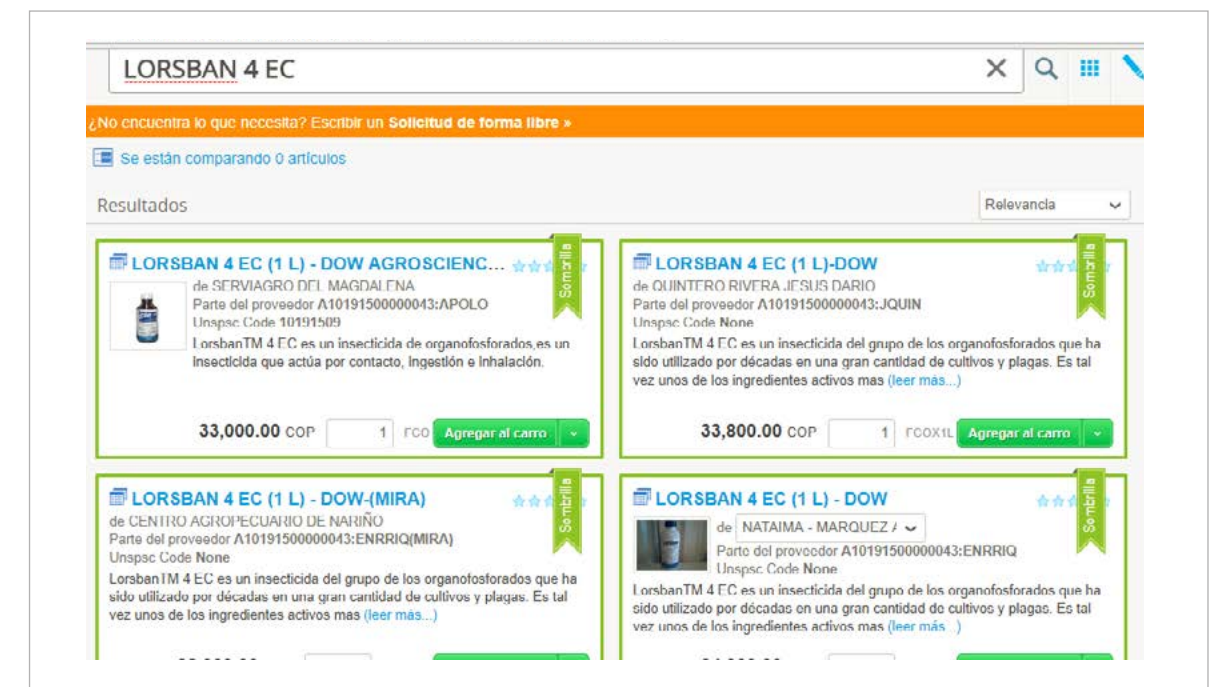 LORSBAN 4 EC
¿No encuentra lo que necesita? Escribir un Solicitud de forma libre »
Se están comparando 0 artículos
Resultados
Relevancia
LORSBAN 4 EC (1 L) - DOW AGROSCIENC...
Sombrilla
de SERVIAGRO DEL MAGDALENA
Parte del proveedor A10191500000043:APOLO
Unspsc Code 10191509
LorsbanTM 4 EC es un insecticida de organofosforados,es un
insecticida que actúa por contacto, ingestión e inhalación.
33,000.00 COP
1
FCO
Agregar al carro
LORSBAN 4 EC (1 L)-DOW
Sombrilla
de QUINTERO RIVERA JESUS DARIO
Parte del proveedor A10191500000043:JQUIN
Unspsc Code None
LorsbanTM 4 EC es un insecticida del grupo de los organofosforados que ha
sido utilizado por décadas en una gran cantidad de cultivos y plagas. Es tal
vez unos de los ingredientes activos mas (leer más...)
33,800.00 COP
1
FCOX1L
Agregar al carro
LORSBAN 4 EC (1 L) - DOW-(MIRA)
Sombrilla
de CENTRO AGROPECUARIO DE NARIÑO
Parte del proveedor A10191500000043:ENRRIQ(MIRA)
Unspsc Code None
LorsbanTM 4 EC es un insecticida del grupo de los organofosforados que ha
sido utilizado por décadas en una gran cantidad de cultivos y plagas. Es tal
vez unos de los ingredientes activos mas (leer más...)
LORSBAN 4 EC (1 L) - DOW
Sombrilla
de NATAIMA - MARQUEZ
Parte del proveedor A10191500000043:ENRRIQ
Unspsc Code None
LorsbanTM 4 EC es un insecticida del grupo de los organofosforados que ha
sido utilizado por décadas en una gran cantidad de cultivos y plagas. Es tal
vez unos de los ingredientes activos mas (leer más...)